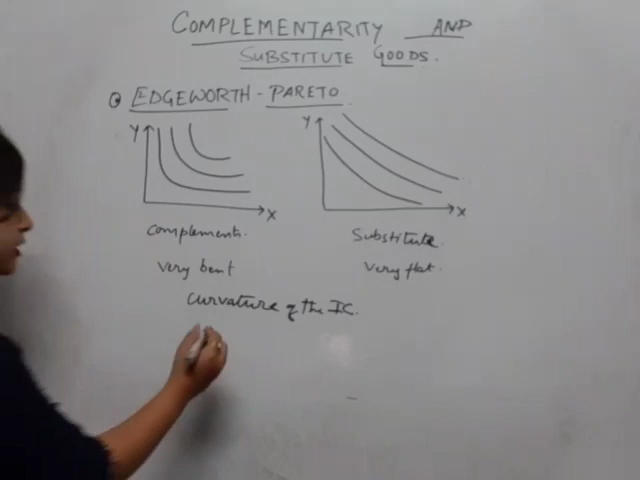 COMPLEMENTARITY AND
SUBSTITUTE GOODS.
EDGEWORTH - PARETO
Y
X
Y
X
Complements.
Substitute.
very bent
very flat.
Curvature of the IC.